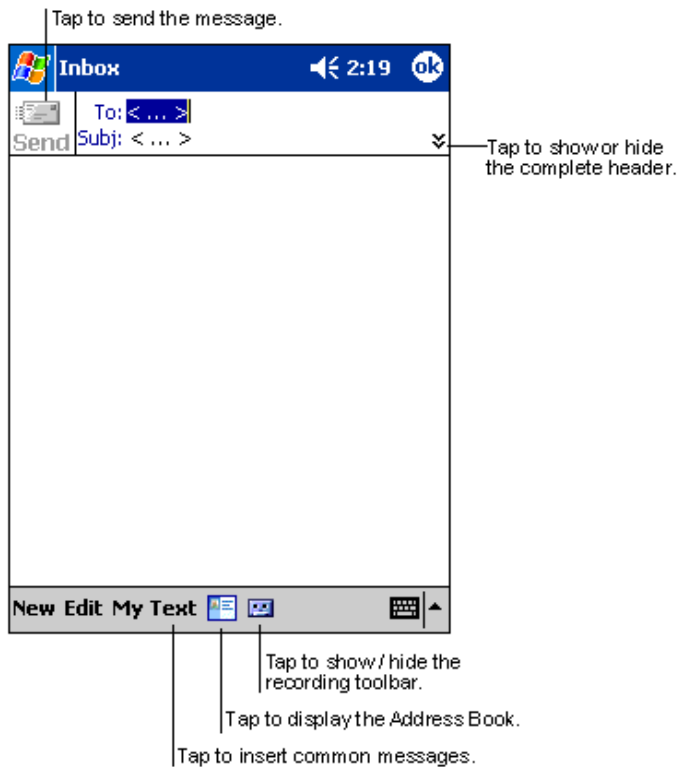 Tap to send the message.
Inbox 2:19 ok
To: < ... >
Send Subj: < ... >
Tap to show or hide
the complete header.
New Edit My Text
Tap to show / hide the
recording toolbar.
Tap to display the Address Book.
Tap to insert common messages.